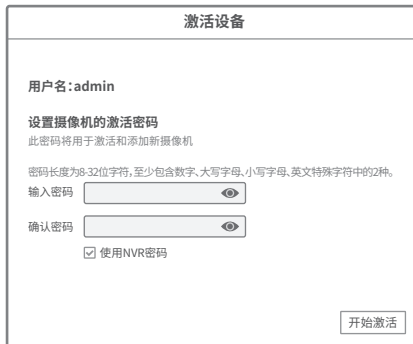 激活设备
用户名：admin
设置摄像机的激活密码
此密码将用于激活和添加新摄像机
密码长度为8-32位字符，至少包含数字、大写字母、小写字母、英文特殊字符中的2种。
输入密码
确认密码
使用NVR密码
开始激活